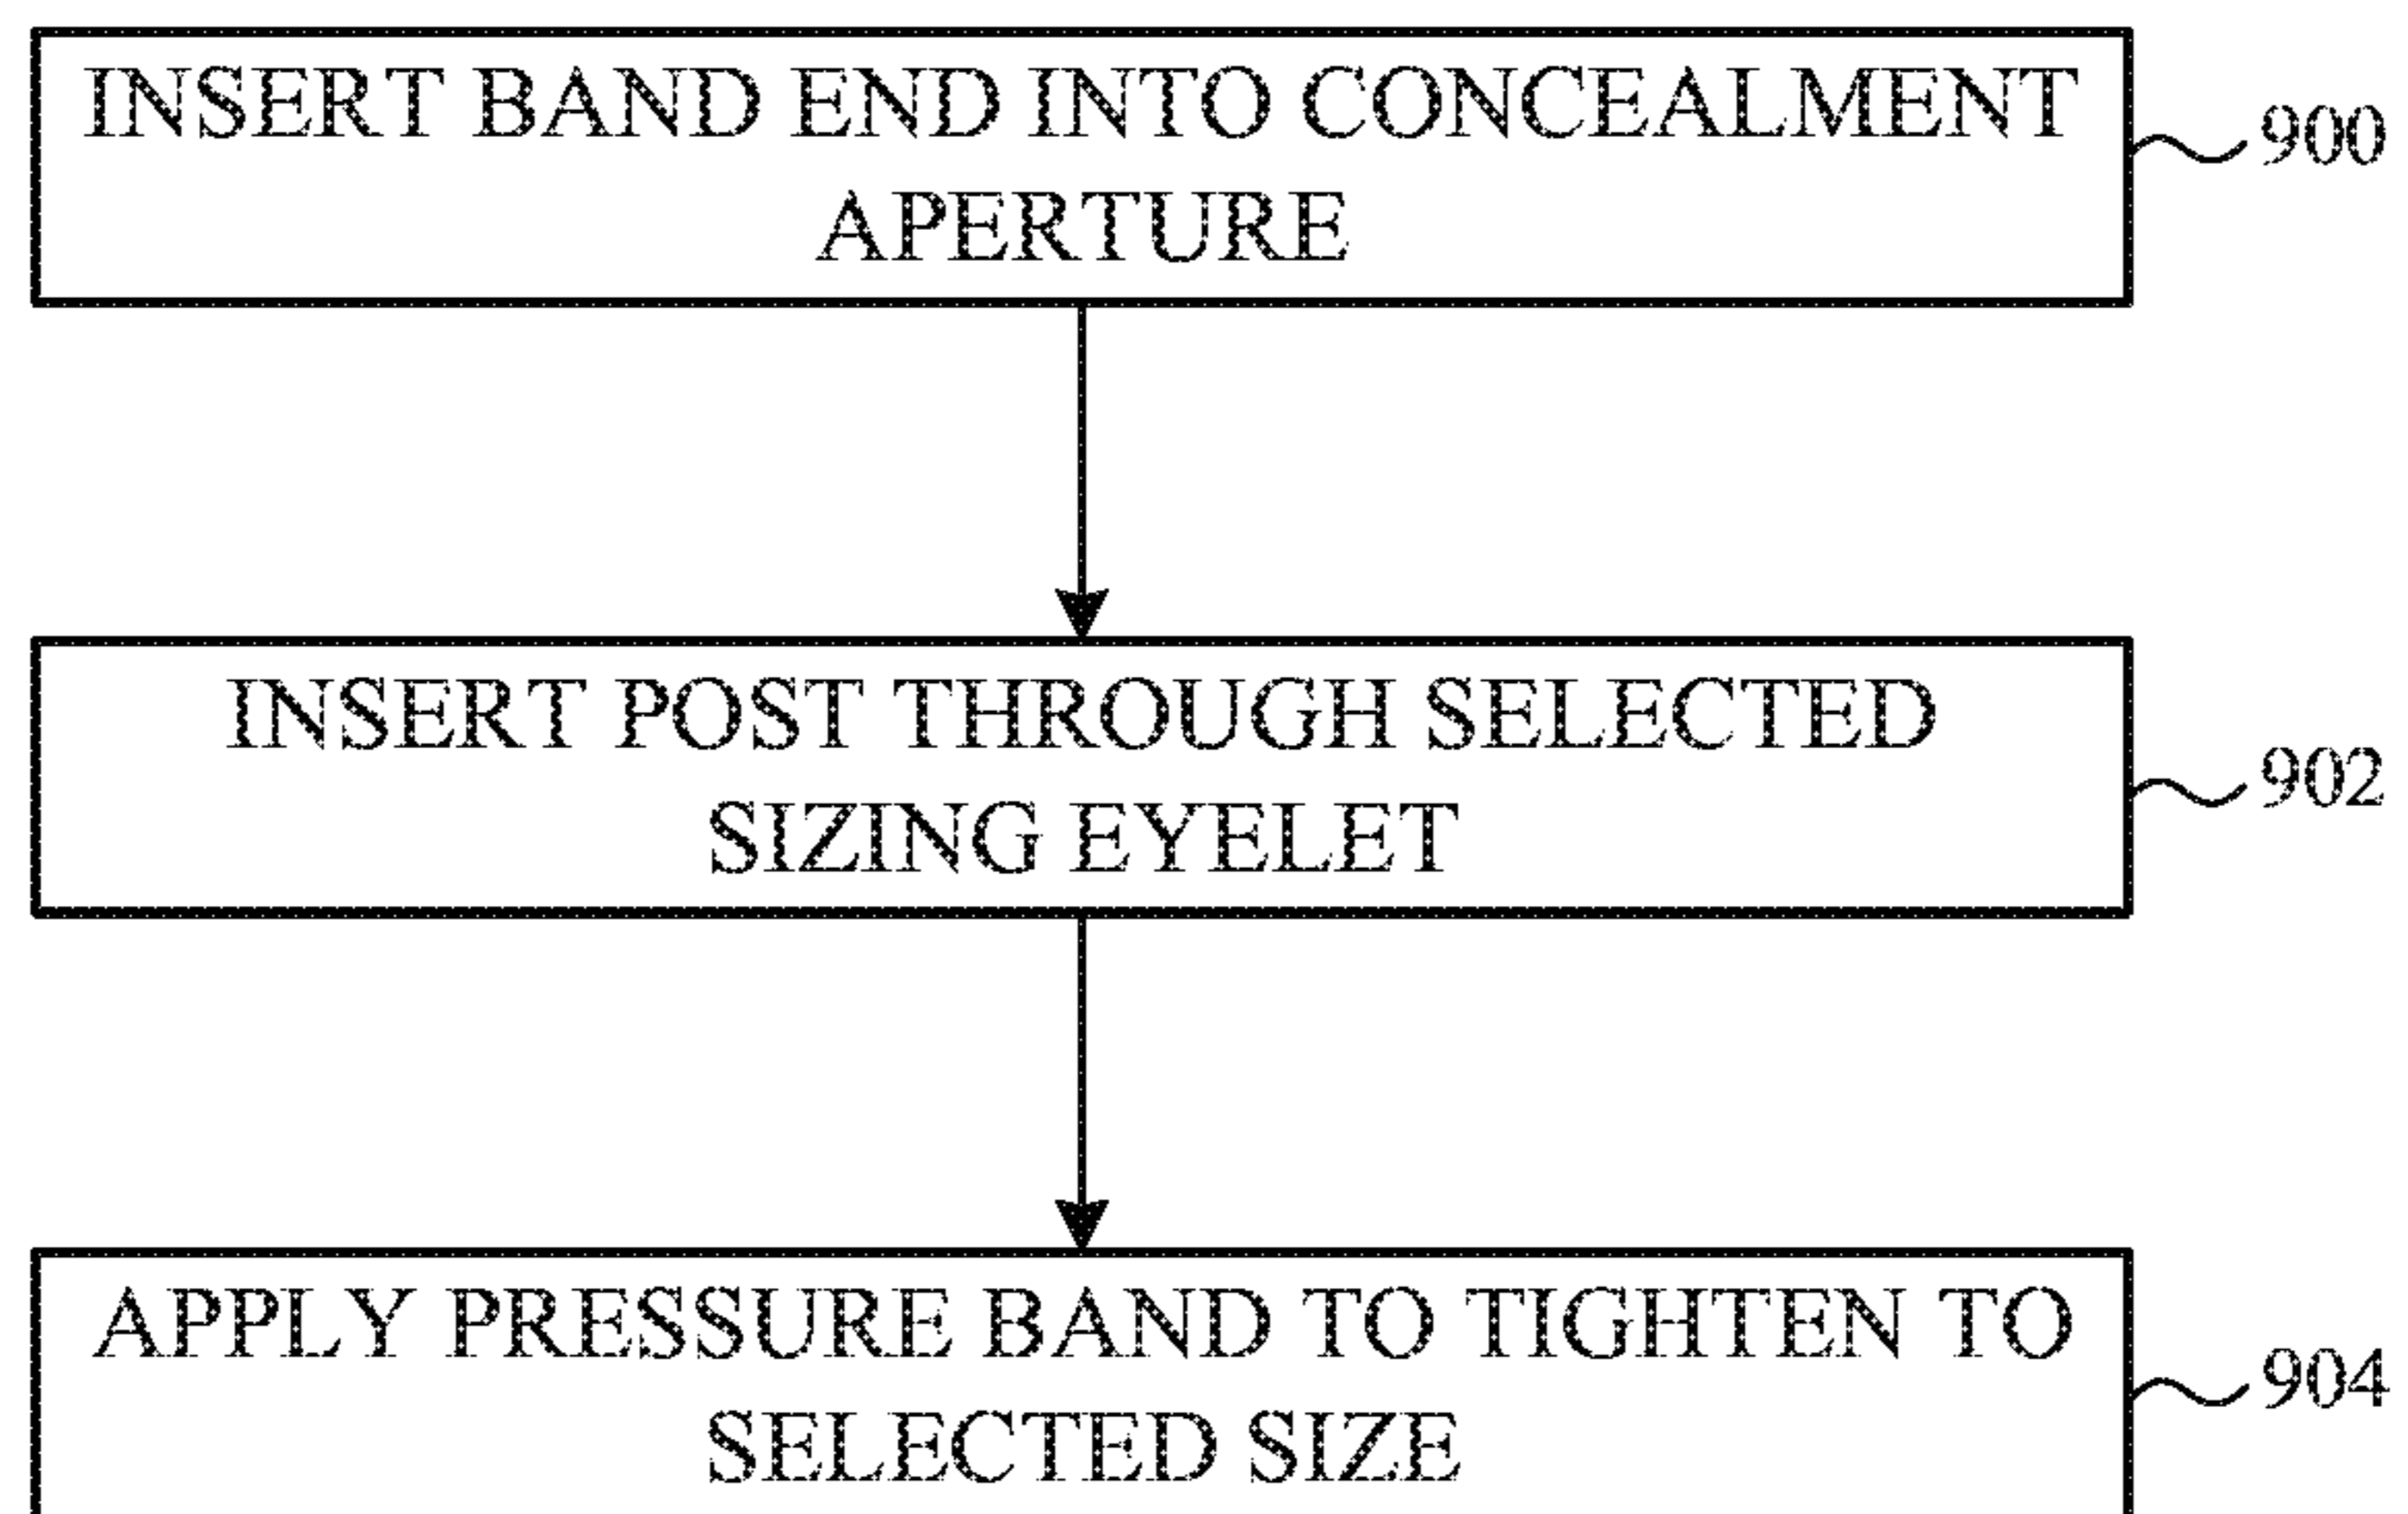 INSERT BAND END INTO CONCEALMENT
APERTURE
900
INSERT POST THROUGH SELECTED
SIZING EYELET
902
APPLY PRESSURE BAND TO TIGHTEN TO
SELECTED SIZE
904